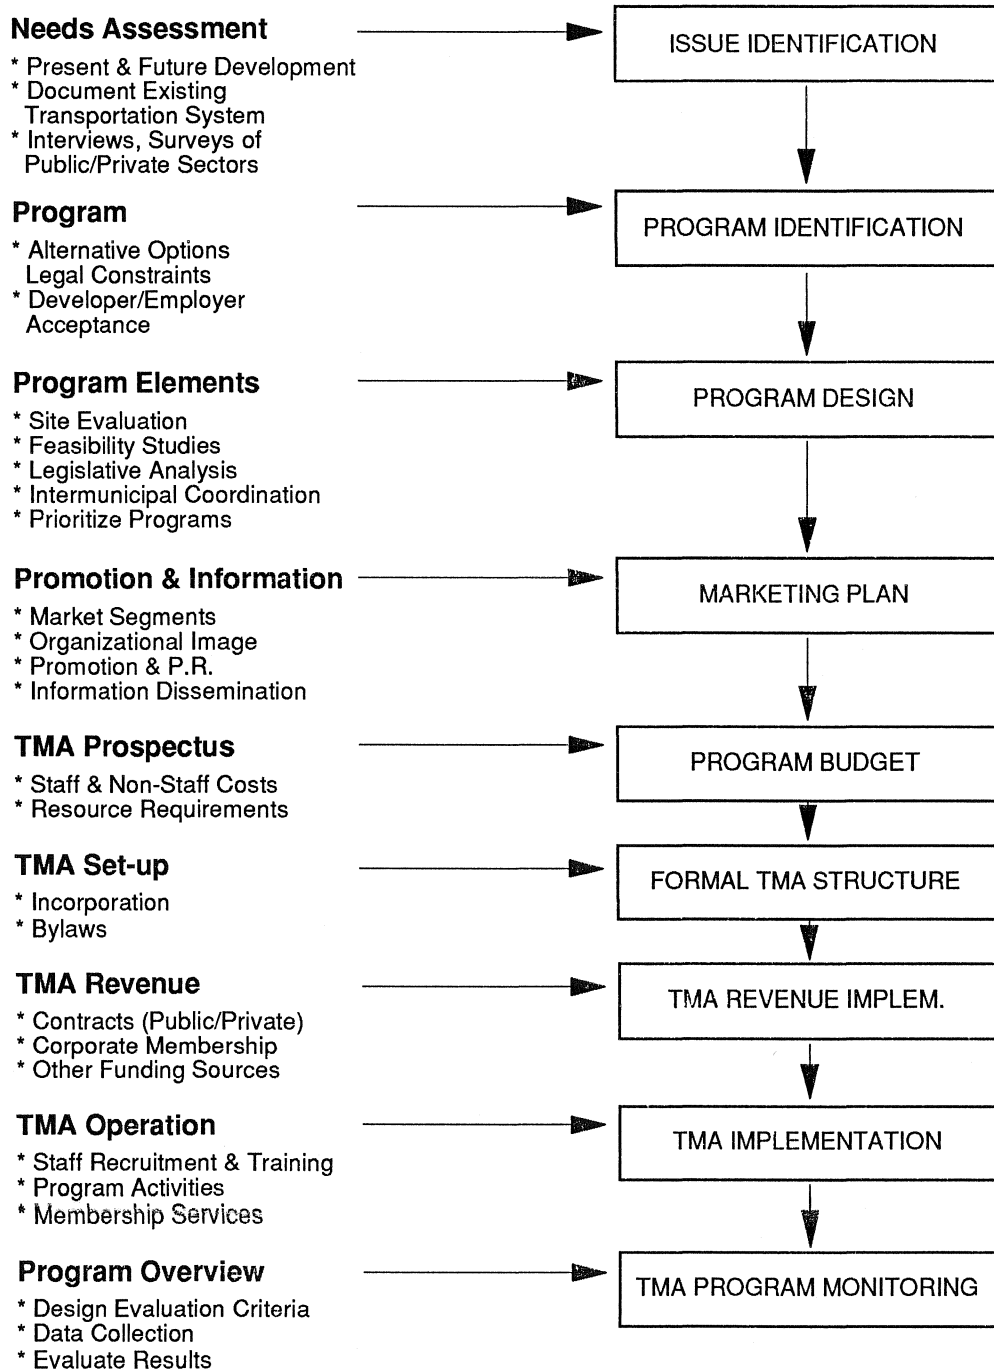 Needs Assessment
ISSUE IDENTIFICATION
* Present & Future Development
* Document Existing
Transportation System
* Interviews, Surveys of
Public/Private Sectors
Program
PROGRAM IDENTIFICATION
* Alternative Options
Legal Constraints
* Developer/Employer
Acceptance
Program Elements
PROGRAM DESIGN
* Site Evaluation
* Feasibility Studies
* Legislative Analysis
* Intermunicipal Coordination
* Prioritize Programs
Promotion & Information
MARKETING PLAN
* Market Segments
* Organizational Image
* Promotion & P.R.
* Information Dissemination
TMA Prospectus
PROGRAM BUDGET
* Staff & Non-Staff Costs
* Resource Requirements
TMA Set-up
FORMAL TMA STRUCTURE
* Incorporation
* Bylaws
TMA Revenue
TMA REVENUE IMPLEM.
* Contracts (Public/Private)
* Corporate Membership
* Other Funding Sources
TMA Operation
TMA IMPLEMENTATION
* Staff Recruitment & Training
* Program Activities
* Membership Services
Program Overview
TMA PROGRAM MONITORING
* Design Evaluation Criteria
* Data Collection
* Evaluate Results